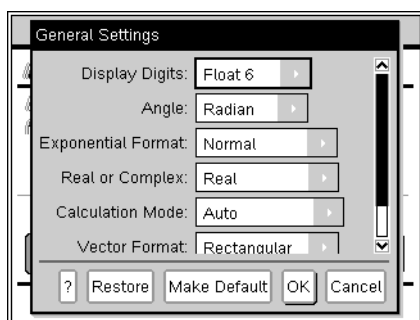 General Settings
Display Digits: Float 6
Angle: Radian
Exponential Format: Normal
Real or Complex: Real
Calculation Mode: Auto
Vector Format: Rectangular
? Restore Make Default OK Cancel